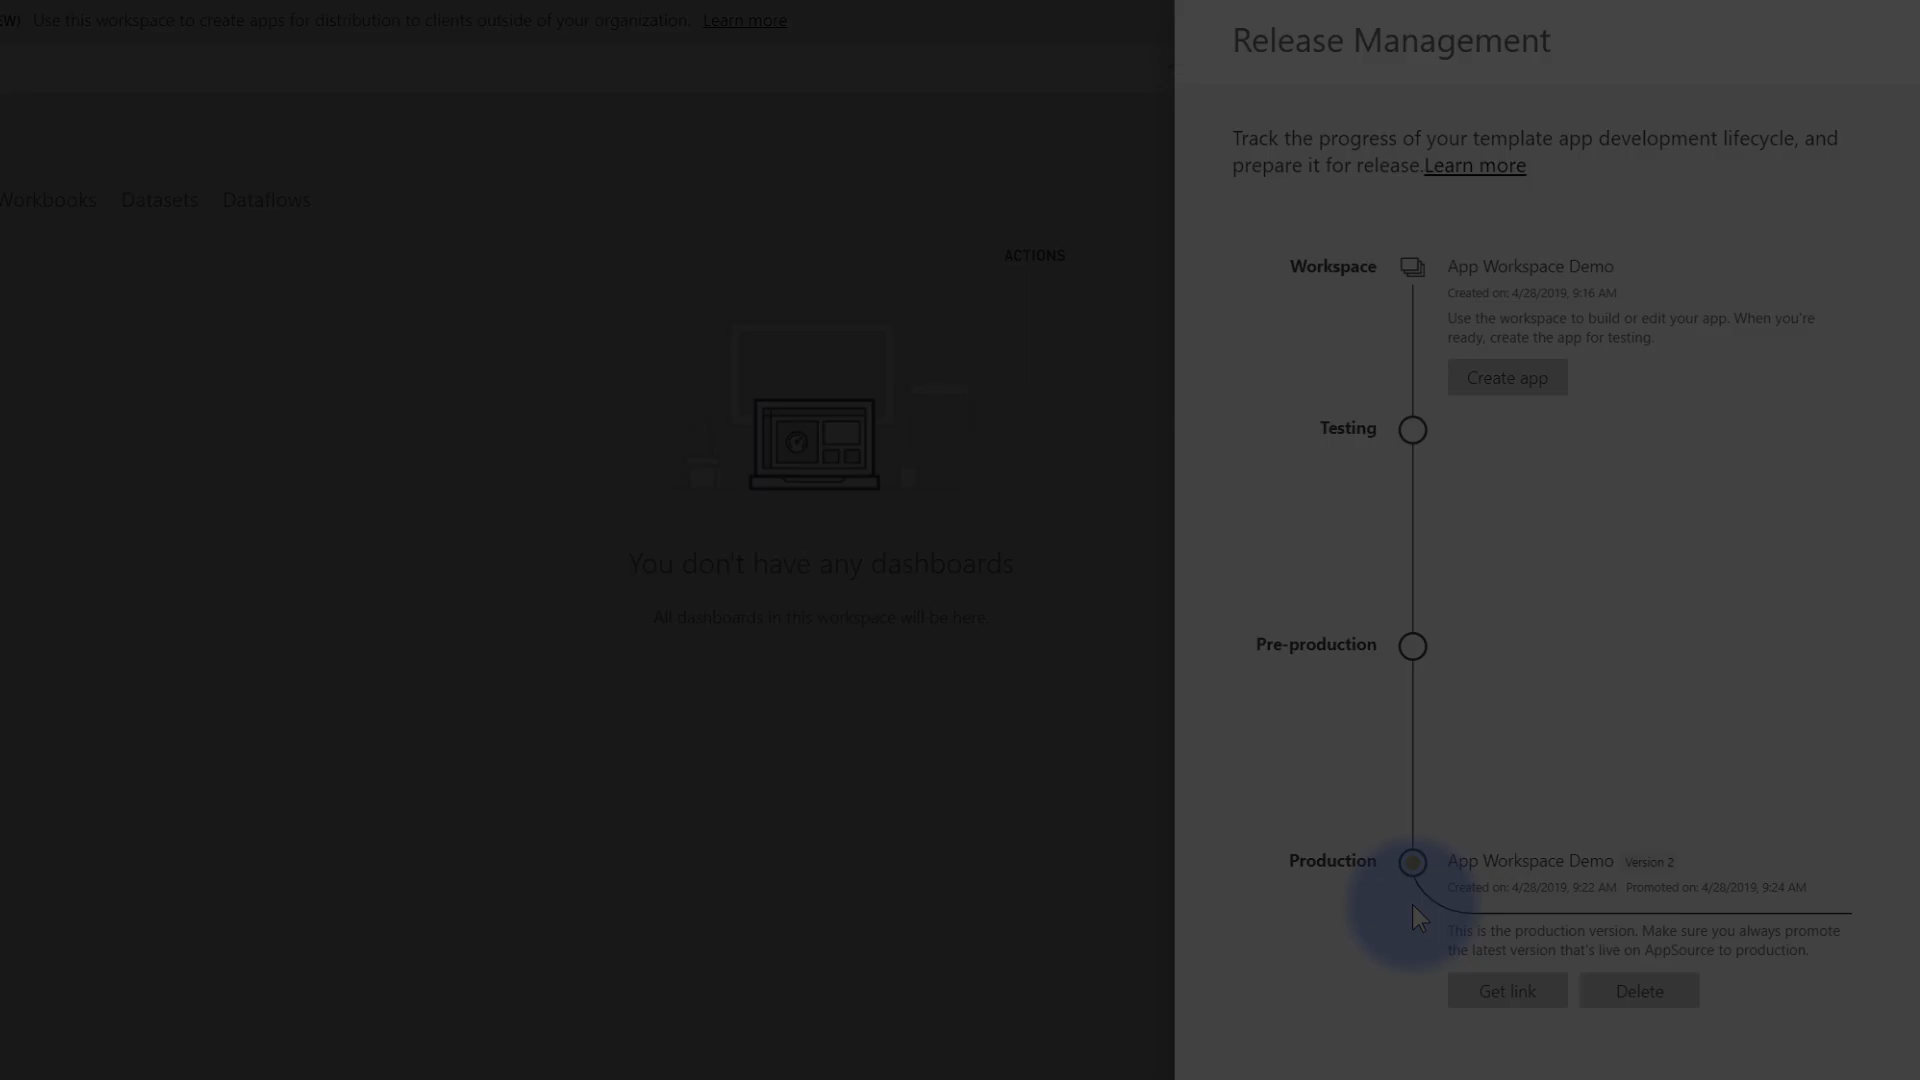 EW! Use this workspace to create apps for distribution to clients outside of your organization. Learn more
Workbooks Datasets Dataflows
ACTIONS
You don't have any dashboards
All dashboards in this workspace will be here.
Release Management
Track the progress of your template app development lifecycle, and
prepare it for release.Learn more
Workspace
App Workspace Demo
Created on: 4/28/2019, 9:16 AM
Use the workspace to build or edit your app. When you're
ready, create the app for testing.
Create app
Testing
Pre-production
Production
App Workspace Demo Version 2
Created on: 4/28/2019, 9:22 AM Promoted on: 4/28/2019, 9:24 AM
This is the production version. Make sure you always promote
the latest version that's live on AppSource to production.
Get link Delete